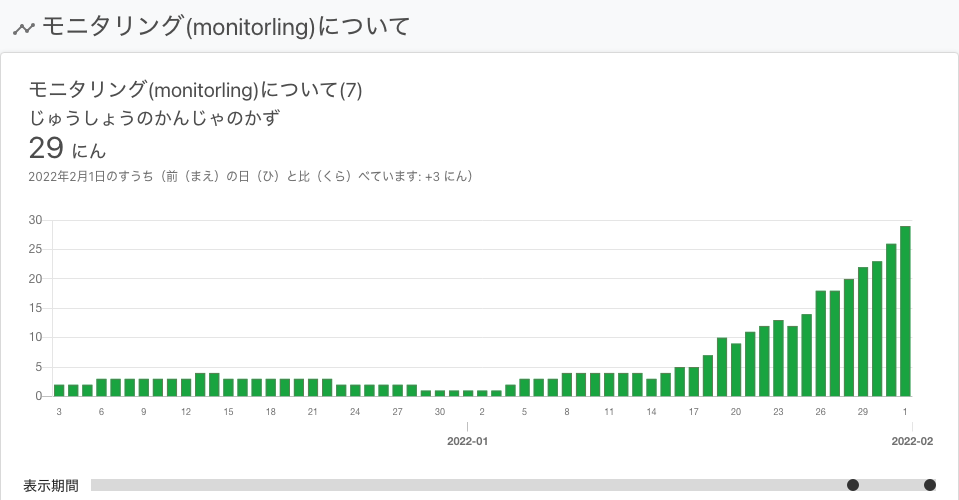 モニタリング(monitorling)について
モニタリング(monitorling)について(7)
じゅうしょうのかんじゃのかず
29 にん
2022年2月1日のすうち（前（まえ）の日（ひ）と比（くら）べています: +3 にん）
30
25
20
15
10
5
0
3 6 9 12 15 18 21 24 27 30 2 5 8 11 14 17 20 23 26 29 1
2022-01 2022-02
表示期間